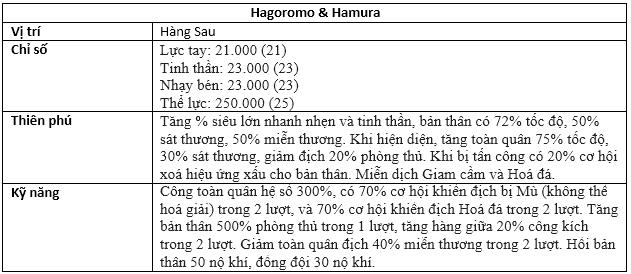 Hagoromo & Hamura
Vị trí Hàng Sau
Chỉ số Lực tay: 21.000 (21)
Tinh thần: 23.000 (23)
Nhạy bén: 23.000 (23)
Thể lực: 250.000 (25)
Thiên phú Tăng % siêu lớn nhanh nhẹn và tinh thần, bản thân có 72% tốc độ, 50%
sát thương, 50% miễn thương. Khi hiện diện, tăng toàn quân 75% tốc độ,
30% sát thương, giảm địch 20% phòng thủ. Khi bị tấn công có 20% cơ hội
xoá hiệu ứng xấu cho bản thân. Miễn dịch Giam cầm và Hoá đá.
Kỹ năng Công toàn quân hệ số 300%, có 70% cơ hội khiên địch bị Mù (không thể
hoá giải) trong 2 lượt, và 70% cơ hội khiên địch Hoá đá trong 2 lượt. Tăng
bản thân 500% phòng thủ trong 1 lượt, tăng hàng giữa 20% công kích
trong 2 lượt. Giảm toàn quân địch 40% miễn thương trong 2 lượt. Hồi bản
thân 50 nộ khí, đồng đội 30 nộ khí.